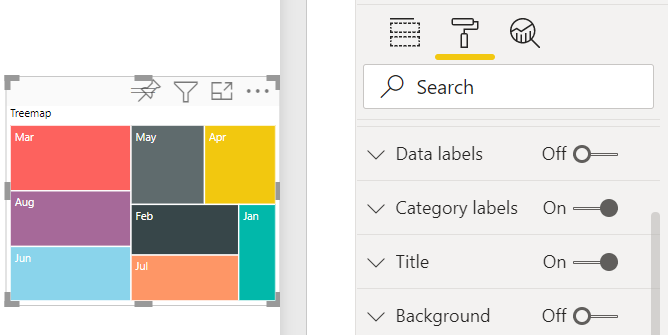 Search
Treemap
Mar
May
Apr
Aug
Feb
Jan
Jun
Jul
Data labels Off
Category labels On
Title On
Background Off